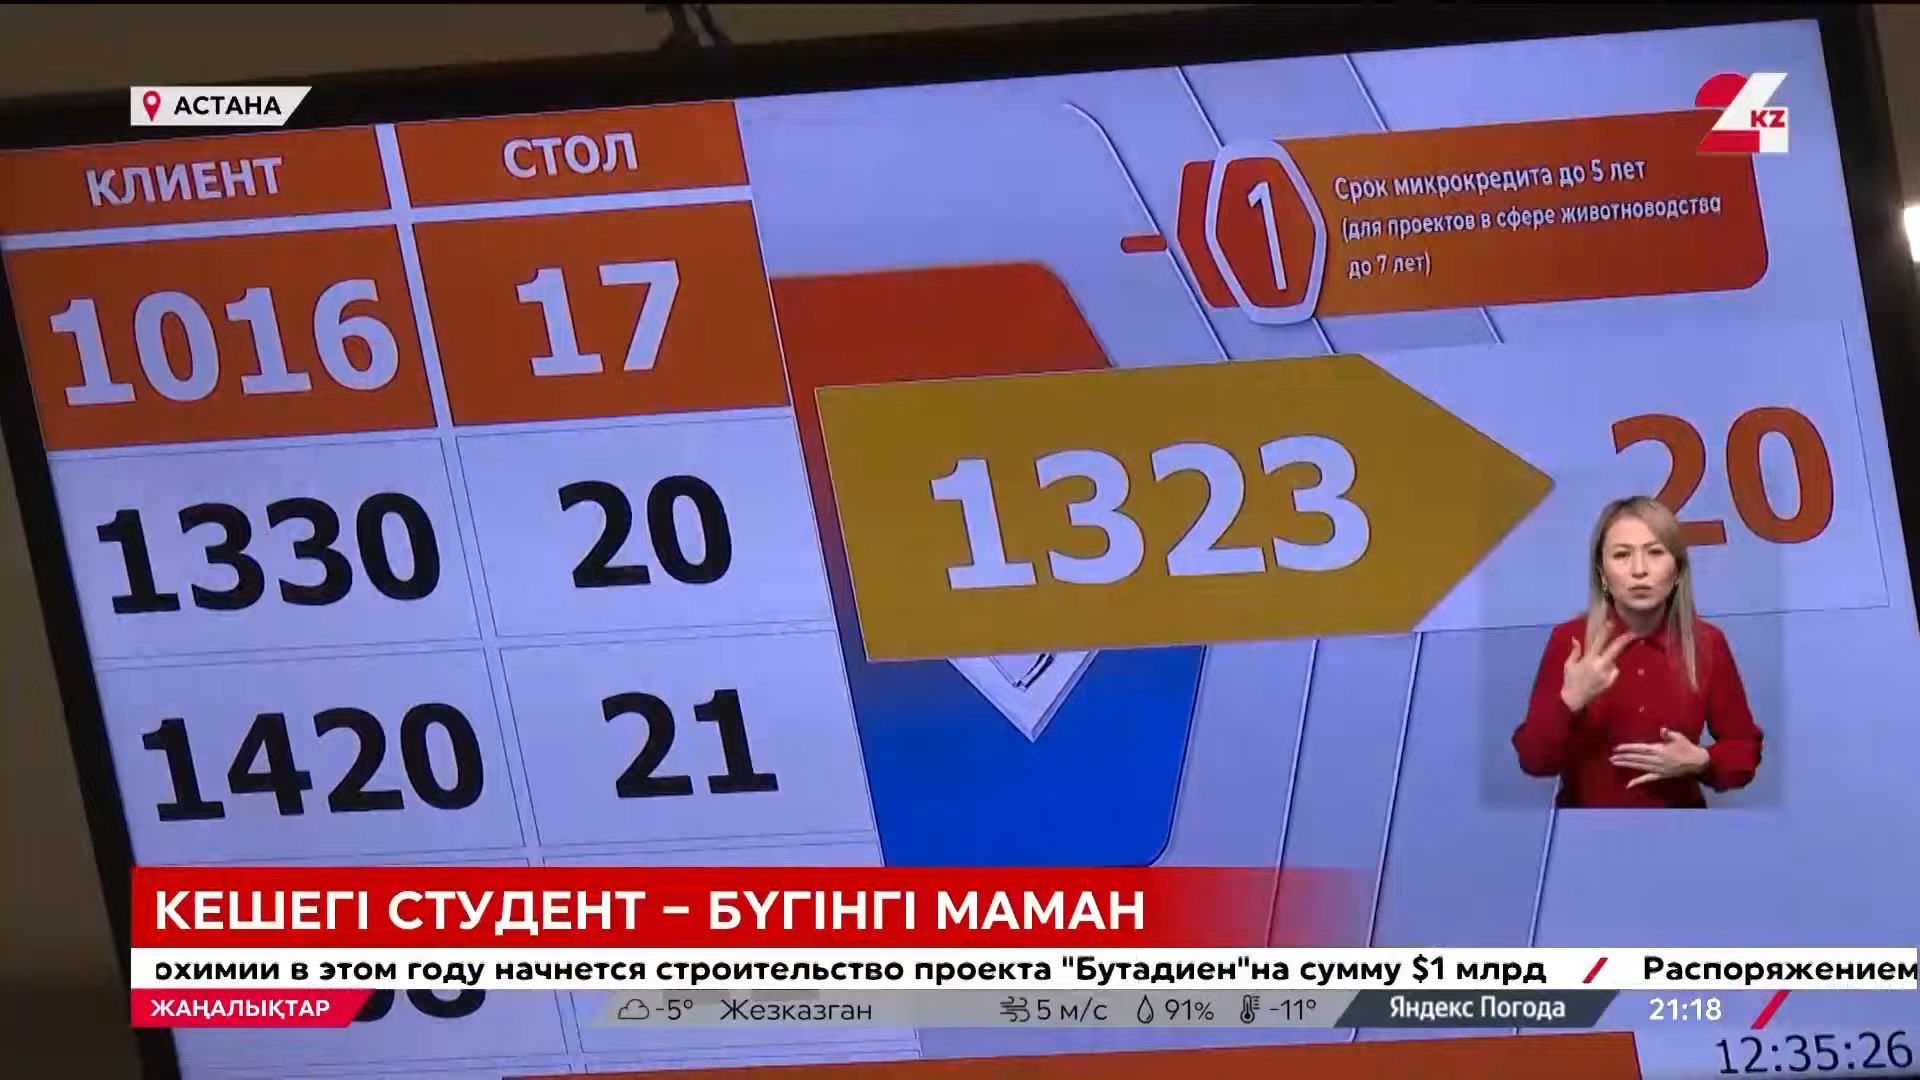 АСТАНА
24 KZ
КЛИЕНТ СТОЛ
1016 17
1330 20
1420 21
1
Срок микрокредита до 5 лет
(для проектов в сфере животноводства
до 7 лет)
1323 20
КЕШЕГІ СТУДЕНТ – БҮГІНГІ МАМАН
охимии в этом году начнется строительство проекта "Бутадиен"на сумму $1 млрд / Распоряжением
ЖАҢАЛЫҚТАР
-5° Жезказган 5 м/с 91% -11° Яндекс Погода 21:18
12:35:26